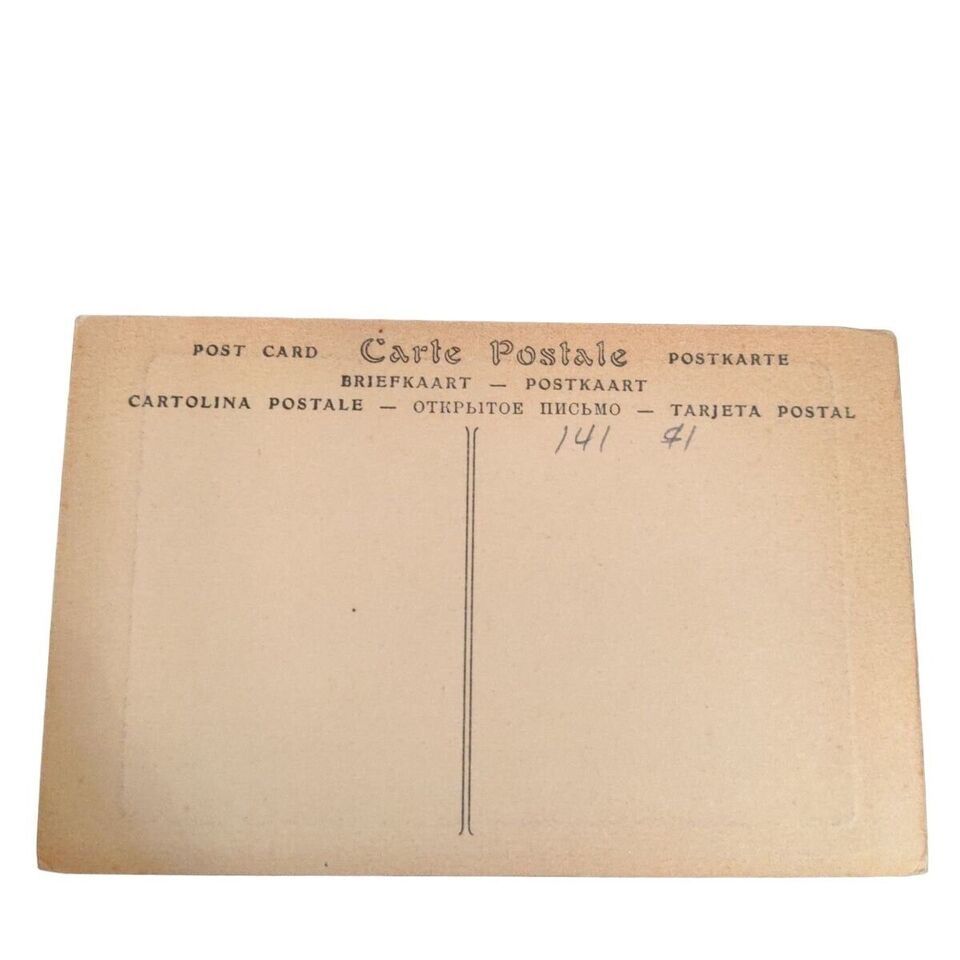 POST CARD Carte Postale POSTKARTE
BRIEFKAART — POSTKAART
CARTOLINA POSTALE — ОТКРЫТОЕ ПИСЬМО — TARJETA POSTAL
141